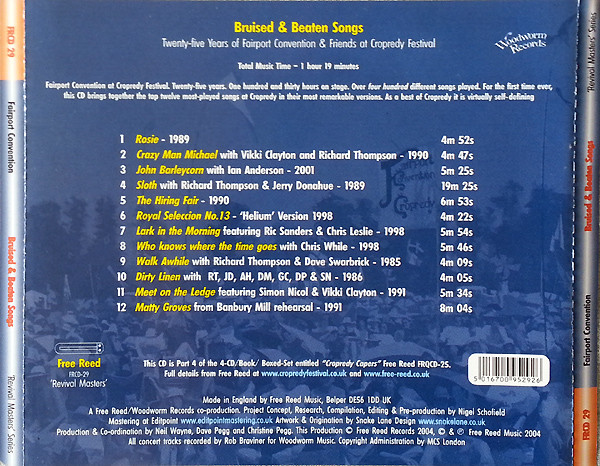 Bruised & Beaten Songs
Twenty-five Years of Fairport Convention & Friends at Cropredy Festival
Woodworm Records
Total Music Time – 1 hour 19 minutes
Fairport Convention at Cropredy Festival. Twenty-five years. One hundred and thirty hours on stage. Over four hundred different songs played. For the first time ever,
this CD brings together the top twelve most-played songs at Cropredy in their most remarkable versions. As a best of Cropredy it is virtually self-defining
1 Rosie - 1989 4m 52s
2 Crazy Man Michael with Vikki Clayton and Richard Thompson - 1990 4m 47s
3 John Barleycorn with Ian Anderson - 2001 5m 25s
4 Sloth with Richard Thompson & Jerry Donahue - 1989 19m 25s
5 The Hiring Fair - 1990 6m 53s
6 Royal Seleccion No.13 - 'Helium' Version 1998 4m 22s
7 Lark in the Morning featuring Ric Sanders & Chris Leslie - 1998 5m 54s
8 Who knows where the time goes with Chris While - 1998 5m 46s
9 Walk Awhile with Richard Thompson & Dave Swarbrick - 1985 4m 09s
10 Dirty Linen with RT, JD, AH, DM, GC, DP & SN - 1986 4m 05s
11 Meet on the Ledge featuring Simon Nicol & Vikki Clayton - 1991 5m 34s
12 Matty Groves from Banbury Mill rehearsal - 1991 8m 04s
Free Reed
FRCD-29
'Revival Masters'
This CD is Part 4 of the 4-CD/Book/ Boxed-Set entitled "Cropredy Capers" Free Reed FRQCD-25.
Full details from Free Reed at www.cropredyfestival.co.uk and www.free-reed.co.uk
5 016700 952926
Made in England by Free Reed Music, Belper DE56 1DD UK
A Free Reed/Woodworm Records co-production. Project Concept, Research, Compilation, Editing & Pre-production by Nigel Schofield
Mastering at Editpoint www.editpointmastering.co.uk Artwork & Origination by Snake Lane Design www.snakelane.co.uk
Production & Co-ordination by Neil Wayne, Dave Pegg and Christine Pegg. This Production © Free Reed Records 2004, © & ℗ Free Reed Music 2004
All concert tracks recorded by Rob Braviner for Woodworm Music. Copyright Administration by MCS London
FRCD 29
Fairport Convention
Bruised & Beaten Songs
'Revival Masters' Series
'Revival Masters' Series
Bruised & Beaten Songs
Fairport Convention
FRCD 29